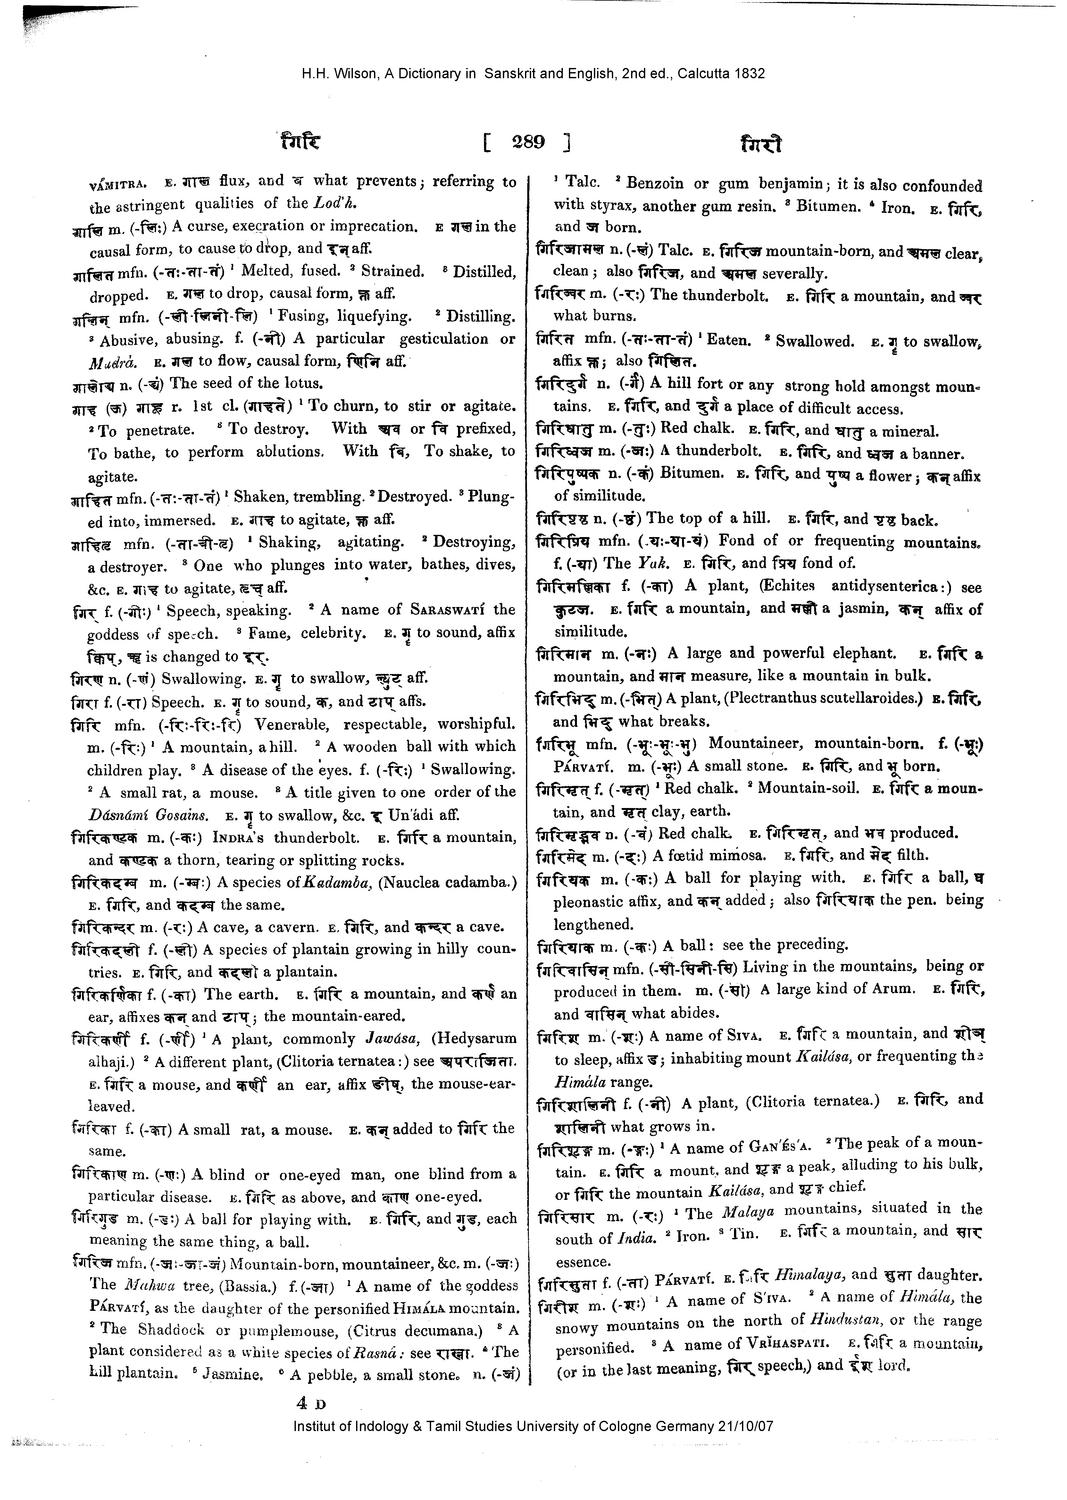 H.H. Wilson, A Dictionary in Sanskrit and English, 2nd ed., Calcutta 1832
गिरि [ 289 ] गिरी
VÁMITRA. E. गाल flux, and व what prevents; referring to
the astringent qualities of the Lod'h.
गालि m. (-लिः) A curse, execration or imprecation. E गल in the
causal form, to cause to drop, and इन् aff.
गालित mfn. (-तः-ता-तं) ¹ Melted, fused. ² Strained. ³ Distilled,
dropped. E. गल to drop, causal form, क्त aff.
गालिन् mfn. (-ली-लिनी-लि) ¹ Fusing, liquefying. ² Distilling.
³ Abusive, abusing. f. (-नी) A particular gesticulation or
Mudrá. E. गल to flow, causal form, णिनि aff.
गालोड्य n. (-ड्यं) The seed of the lotus.
गाह (ऊ) गाहू r. 1st cl. (गाहते) ¹ To churn, to stir or agitate.
² To penetrate. ³ To destroy. With अव or वि prefixed,
To bathe, to perform ablutions. With वि, To shake, to
agitate.
गाहित mfn. (-तः-ता-तं) ¹ Shaken, trembling. ² Destroyed. ³ Plung-
ed into, immersed. E. गाह to agitate, क्त aff.
गाहितृ mfn. (-ता-त्री-तृ) ¹ Shaking, agitating. ² Destroying,
a destroyer. ³ One who plunges into water, bathes, dives,
&c. E. गाह to agitate, तृच् aff.
गिर् f. (-गीः) ¹ Speech, speaking. ² A name of SARASWATÍ the
goddess of speech. ³ Fame, celebrity. E. गृ to sound, affix
क्विप्, ऋ is changed to इर्.
गिरण n. (-णं) Swallowing. E. गृ to swallow, ल्युट् aff.
गिरा f. (-रा) Speech. E. गृ to sound, क, and टाप् affs.
गिरि mfn. (-रिः-रिः-रि) Venerable, respectable, worshipful.
m. (-रिः) ¹ A mountain, a hill. ² A wooden ball with which
children play. ³ A disease of the eyes. f. (-रिः) ¹ Swallowing.
² A small rat, a mouse. ³ A title given to one order of the
Dásnámí Gosains. E. गृ to swallow, &c. इ Un'ádi aff.
गिरिकण्टक m. (-कः) INDRA's thunderbolt. E. गिरि a mountain,
and कण्टक a thorn, tearing or splitting rocks.
गिरिकदम्ब m. (-म्बः) A species of Kadamba, (Nauclea cadamba.)
E. गिरि, and कदम्ब the same.
गिरिकन्दर m. (-रः) A cave, a cavern. E. गिरि, and कन्दर a cave.
गिरिकदली f. (-ली) A species of plantain growing in hilly coun-
tries. E. गिरि, and कदली a plantain.
गिरिकर्णिका f. (-का) The earth. E. गिरि a mountain, and कर्ण an
ear, affixes कन् and टाप्; the mountain-eared.
गिरिकर्णी f. (-र्णी) ¹ A plant, commonly Jawása, (Hedysarum
alhaji.) ² A different plant, (Clitoria ternatea:) see अपराजिता.
E. गिरि a mouse, and कर्ण an ear, affix ङीप्, the mouse-ear-
leaved.
गिरिका f. (-का) A small rat, a mouse. E. कन् added to गिरि the
same.
गिरिकाण m. (-णः) A blind or one-eyed man, one blind from a
particular disease. E. गिरि as above, and काण one-eyed.
गिरिगुड m. (-डः) A ball for playing with. E. गिरि, and गुड, each
meaning the same thing, a ball.
गिरिज mfn. (-जः-जा-जं) Mountain-born, mountaineer, &c. m. (-जः)
The Mahwa tree, (Bassia.) f. (-जा) ¹ A name of the goddess
PÁRVATÍ, as the daughter of the personified HIMÁLA mountain.
² The Shaddock or pumplemouse, (Citrus decumana.) ³ A
plant considered as a white species of Rasná: see रास्ना. ⁴ The
hill plantain. ⁵ Jasmine. ⁶ A pebble, a small stone. n. (-जं)
¹ Talc. ² Benzoin or gum benjamin; it is also confounded
with styrax, another gum resin. ³ Bitumen. ⁴ Iron. E. गिरि,
and ज born.
गिरिजामल n. (-लं) Talc. E. गिरिज mountain-born, and अमल clear,
clean; also गिरिज, and अमल severally.
गिरिज्वर m. (-रः) The thunderbolt. E. गिरि a mountain, and ज्वर
what burns.
गिरित mfn. (-तः-ता-तं) ¹ Eaten. ² Swallowed. E. गृ to swallow,
affix क्त; also गिलित.
गिरिदुर्ग n. (-र्गं) A hill fort or any strong hold amongst moun-
tains. E. गिरि, and दुर्ग a place of difficult access.
गिरिधातु m. (-तुः) Red chalk. E. गिरि, and धातु a mineral.
गिरिध्वज m. (-जः) A thunderbolt. E. गिरि, and ध्वज a banner.
गिरिपुष्पक n. (-कं) Bitumen. E. गिरि, and पुष्प a flower; कन् affix
of similitude.
गिरिपृष्ठ n. (-ष्ठं) The top of a hill. E. गिरि, and पृष्ठ back.
गिरिप्रिय mfn. (-यः-या-यं) Fond of or frequenting mountains.
f. (-या) The Yak. E. गिरि, and प्रिय fond of.
गिरिमल्लिका f. (-का) A plant, (Echites antidysenterica:) see
कुटज. E. गिरि a mountain, and मल्ली a jasmin, कन् affix of
similitude.
गिरिमान m. (-नः) A large and powerful elephant. E. गिरि a
mountain, and मान measure, like a mountain in bulk.
गिरिभिद् m. (-भित्) A plant, (Plectranthus scutellaroides.) E. गिरि,
and भिद् what breaks.
गिरिभू mfn. (-भूः-भूः-भु) Mountaineer, mountain-born. f. (-भूः)
PÁRVATÍ. m. (-भूः) A small stone. E. गिरि, and भू born.
गिरिमृत् f. (-मृत्) ¹ Red chalk. ² Mountain-soil. E. गिरि a moun-
tain, and मृत् clay, earth.
गिरिमृद्भव n. (-वं) Red chalk. E. गिरिमृत्, and भव produced.
गिरिमेद m. (-दः) A fœtid mimosa. E. गिरि, and मेद filth.
गिरियक m. (-कः) A ball for playing with. E. गिरि a ball, य
pleonastic affix, and कन् added; also गिरियाक the pen. being
lengthened.
गिरियाक m. (-कः) A ball: see the preceding.
गिरिवासिन् mfn. (-सी-सिनी-सि) Living in the mountains, being or
produced in them. m. (-सी) A large kind of Arum. E. गिरि,
and वासिन् what abides.
गिरिश m. (-शः) A name of SIVA. E. गिरि a mountain, and शीञ्
to sleep, affix ड; inhabiting mount Kailása, or frequenting the
Himála range.
गिरिशालिनी f. (-नी) A plant, (Clitoria ternatea.) E. गिरि, and
शालिनी what grows in.
गिरिशृङ्ग m. (-ङ्गः) ¹ A name of GAN'ÉS'A. ² The peak of a moun-
tain. E. गिरि a mount, and शृङ्ग a peak, alluding to his bulk,
or गिरि the mountain Kailása, and शृङ्ग chief.
गिरिसार m. (-रः) ¹ The Malaya mountains, situated in the
south of India. ² Iron. ³ Tin. E. गिरि a mountain, and सार
essence.
गिरिसुता f. (-ता) PÁRVATÍ. E. गिरि Himalaya, and सुता daughter.
गिरीश m. (-शः) ¹ A name of S'IVA. ² A name of Himála, the
snowy mountains on the north of Hindustan, or the range
personified. ³ A name of VRĬHASPATI. E. गिरि a mountain,
(or in the last meaning, गिर् speech,) and ईश lord.
4 D
Institut of Indology & Tamil Studies University of Cologne Germany 21/10/07